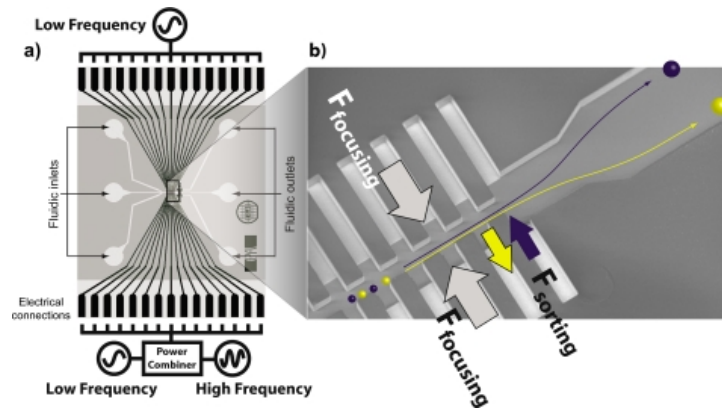 Low Frequency
a)
b)
Fluidic inlets
Fluidic outlets
F focusing
F focusing
F sorting
Electrical
connections
Power
Combiner
Low Frequency
High Frequency